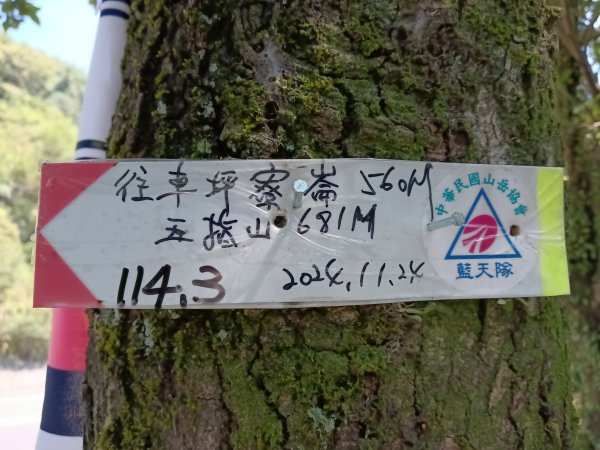 往車坪寮崙 560M
五指山 681M
114.3
2024.11.24
中華民國山岳協會
藍天隊